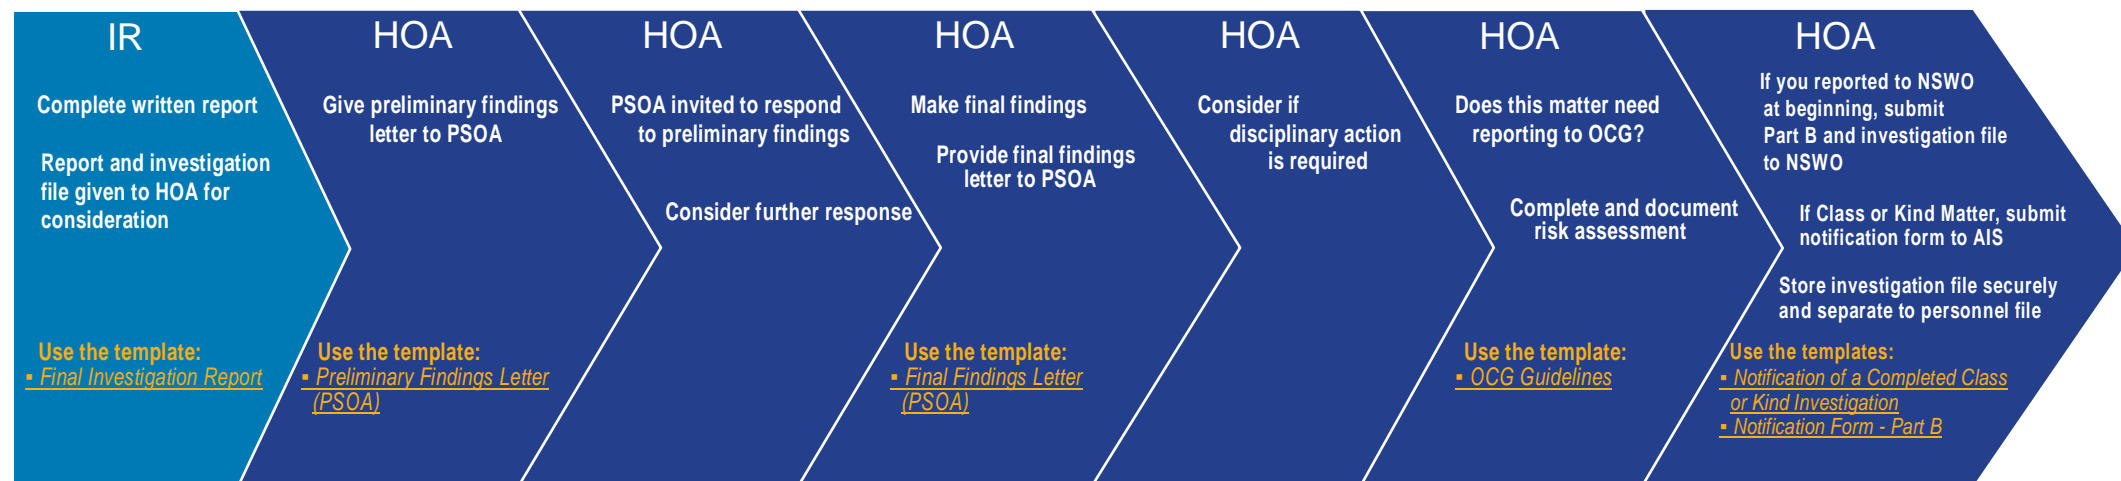 IR
Complete written report
Report and investigation
file given to HOA for
consideration
Use the template:
▪ Final Investigation Report
HOA
Give preliminary findings
letter to PSOA
Use the template:
▪ Preliminary Findings Letter
(PSOA)
HOA
PSOA invited to respond
to preliminary findings
Consider further response
HOA
Make final findings
Provide final findings
letter to PSOA
Use the template:
▪ Final Findings Letter
(PSOA)
HOA
Consider if
disciplinary action
is required
HOA
Does this matter need
reporting to OCG?
Complete and document
risk assessment
Use the template:
▪ OCG Guidelines
HOA
If you reported to NSWO
at beginning, submit
Part B and investigation file
to NSWO
If Class or Kind Matter, submit
notification form to AIS
Store investigation file securely
and separate to personnel file
Use the templates:
▪ Notification of a Completed Class
or Kind Investigation
▪ Notification Form - Part B